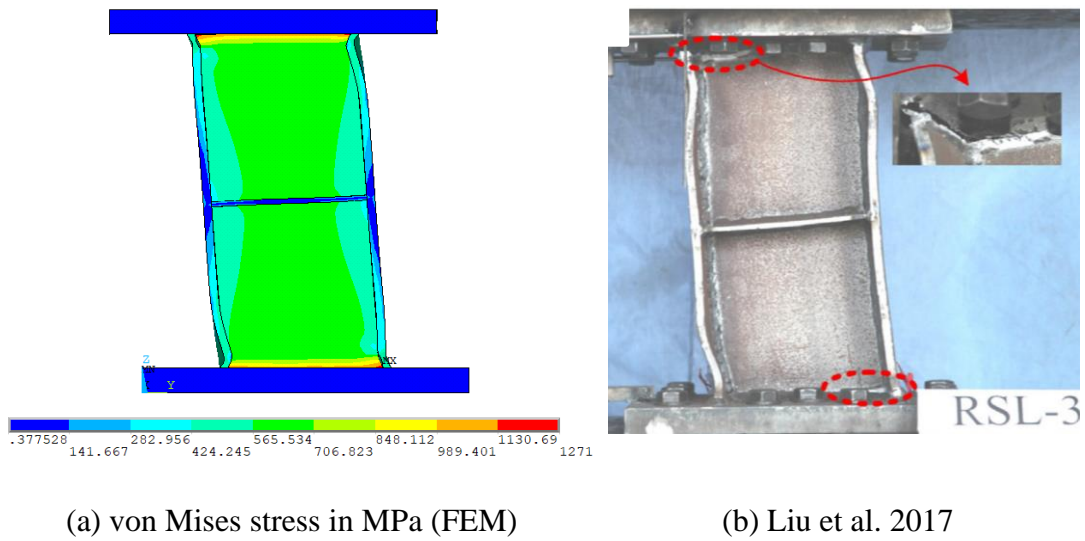 Z
Y
MX
.377528 282.956 565.534 848.112 1130.69
141.667 424.245 706.823 989.401 1271
RSL-3
(a) von Mises stress in MPa (FEM)
(b) Liu et al. 2017